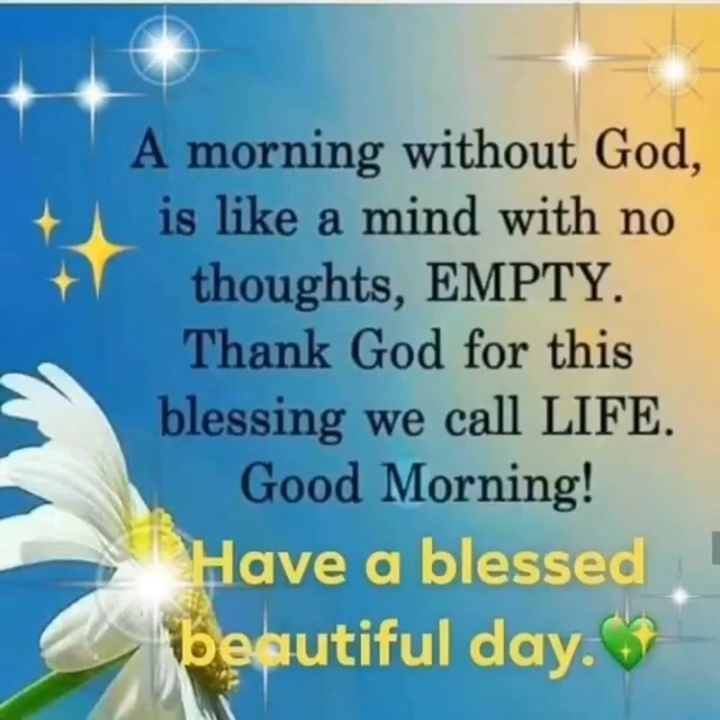 A morning without God,
is like a mind with no
thoughts, EMPTY.
Thank God for this
blessing we call LIFE.
Good Morning!
Have a blessed
beautiful day.💚